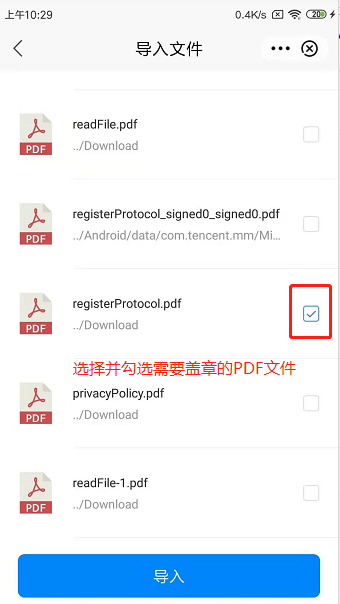 上午10:29
0.4K/s
20
导入文件
readFile.pdf
../Download
PDF
registerProtocol_signed0_signed0.pdf
../Android/data/com.tencent.mm/Mi...
PDF
registerProtocol.pdf
../Download
PDF
选择并勾选需要盖章的PDF文件
privacyPolicy.pdf
../Download
PDF
readFile-1.pdf
../Download
PDF
导入